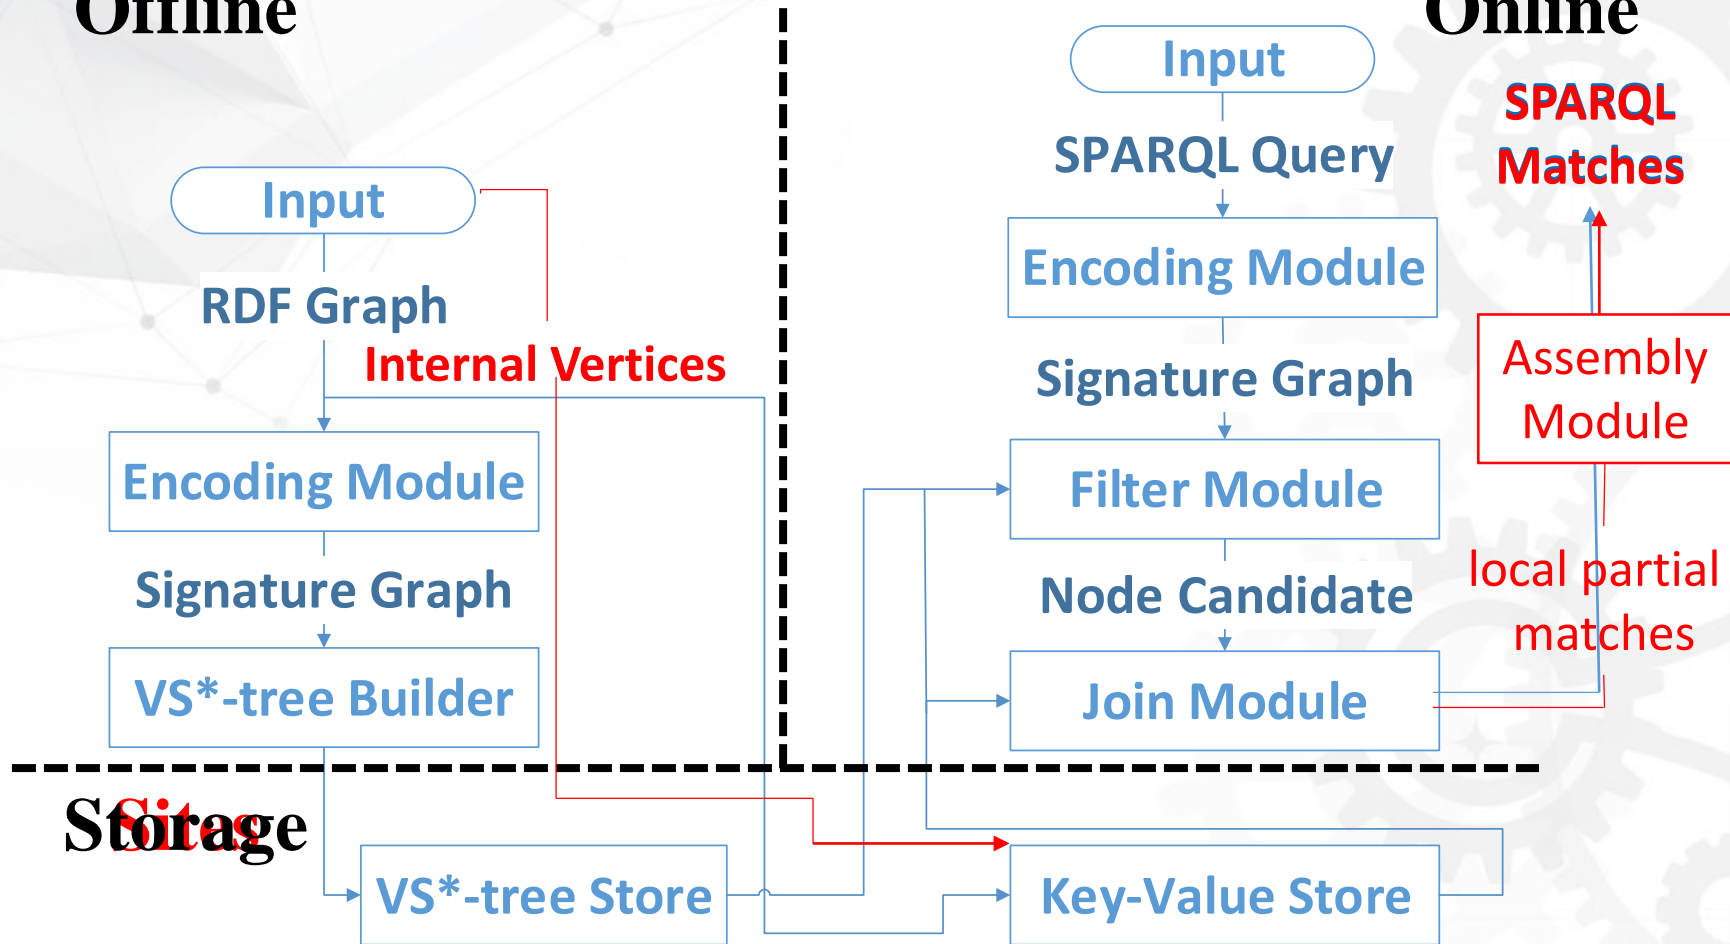 Offline
Input
RDF Graph
Internal Vertices
Encoding Module
Signature Graph
VS*-tree Builder
Online
Input
SPARQL Query
Encoding Module
Signature Graph
Filter Module
Node Candidate
Join Module
SPARQL
Matches
Assembly
Module
local partial
matches
Storage
Sites
VS*-tree Store
Key-Value Store